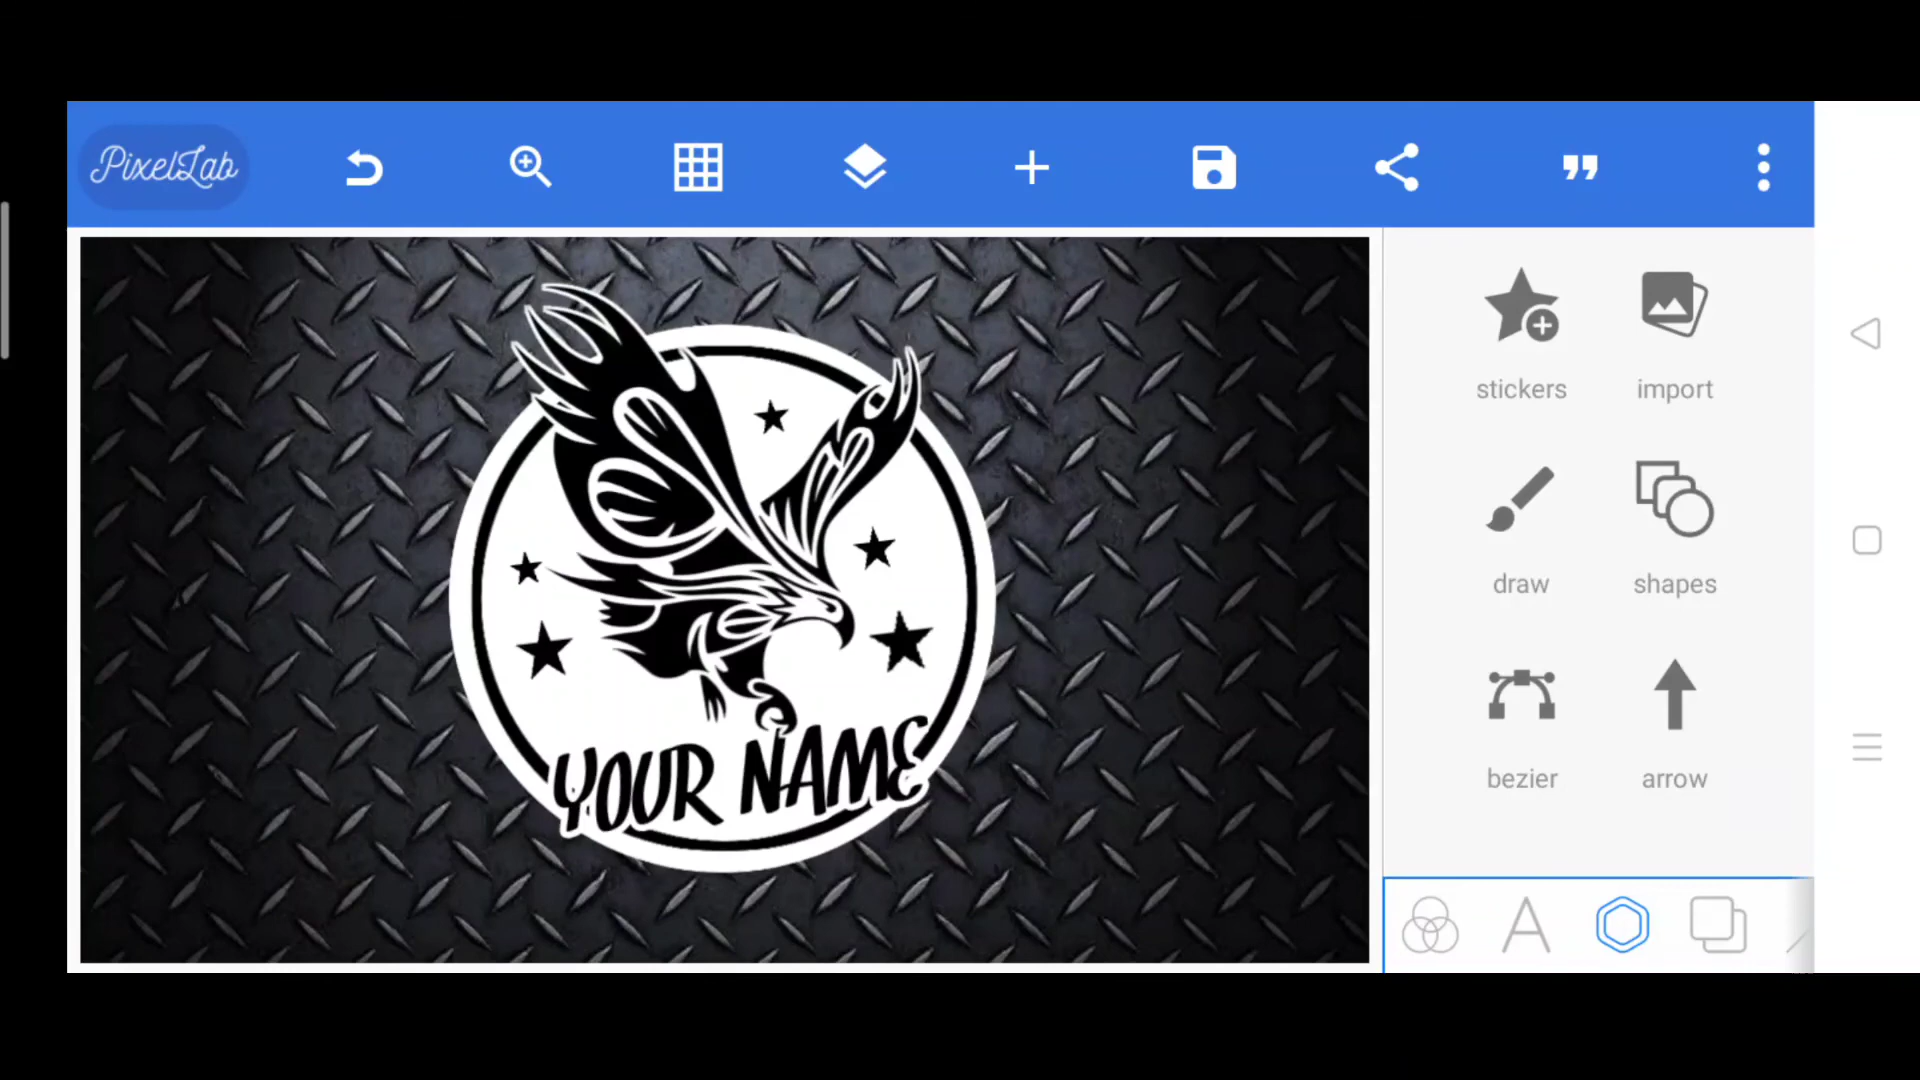 PixelLab
stickers import
draw shapes
bezier arrow
YOUR NAME